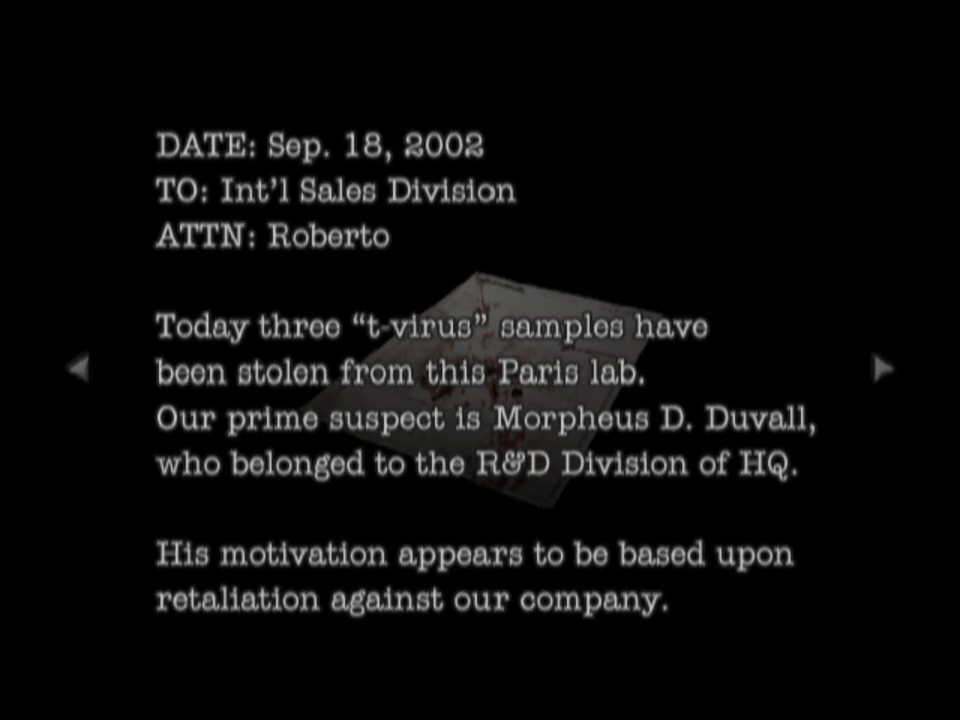 DATE: Sep. 18, 2002
TO: Int’l Sales Division
ATTN: Roberto
Today three “t-virus” samples have
been stolen from this Paris lab.
Our prime suspect is Morpheus D. Duvall,
who belonged to the R&D Division of HQ.
His motivation appears to be based upon
retaliation against our company.